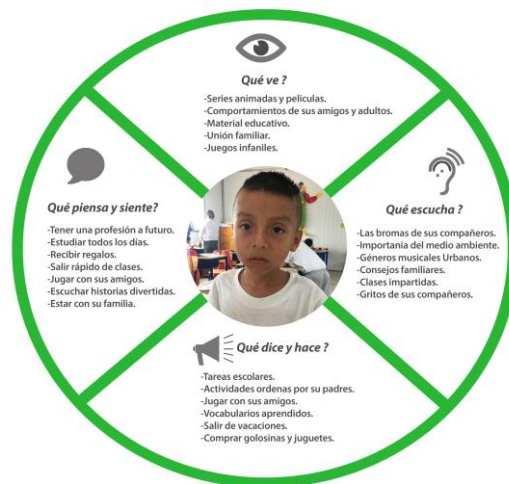 Qué ve ?
-Series animadas y peliculas.
-Comportamientos de sus amigos y adultos.
-Material educativo.
-Unión familiar.
-Juegos infaniles.
Qué piensa y siente?
-Tener una profesión a futuro.
-Estudiar todos los días.
-Recibir regalos.
-Salir rápido de clases.
-Jugar con sus amigos.
-Escuchar historias divertidas.
-Estar con su familia.
Qué escucha ?
-Las bromas de sus compañeros.
-Importania del medio ambiente.
-Géneros musicales Urbanos.
-Consejos familiares.
-Clases impartidas.
-Gritos de sus compañeros.
Qué dice y hace ?
-Tareas escolares.
-Actividades ordenas por su padres.
-Jugar con sus amigos.
-Vocabularios aprendidos.
-Salir de vacaciones.
-Comprar golosinas y juguetes.